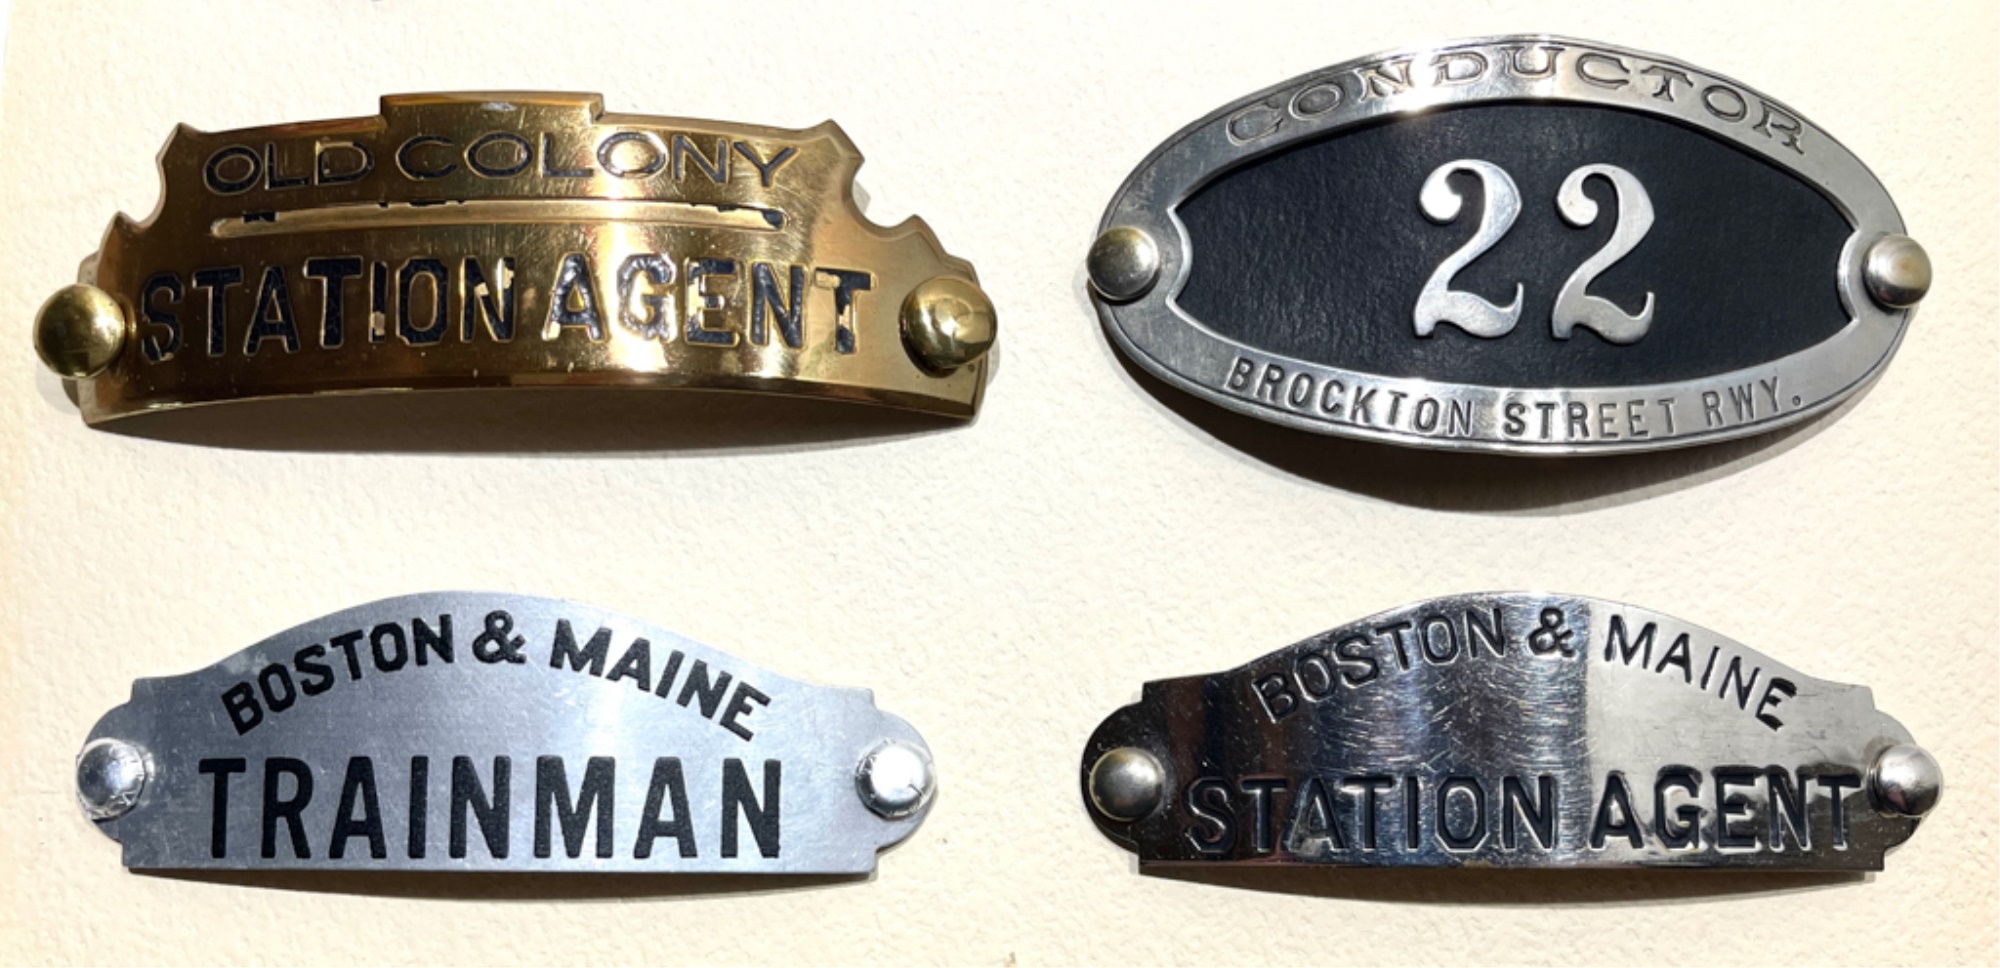 OLD COLONY
STATION AGENT
CONDUCTOR
22
BROCKTON STREET RWY.
BOSTON & MAINE
TRAINMAN
BOSTON & MAINE
STATION AGENT